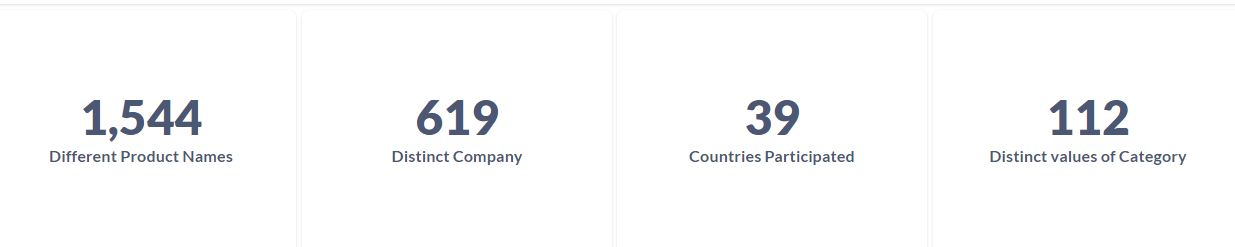 1,544
Different Product Names
619
Distinct Company
39
Countries Participated
112
Distinct values of Category